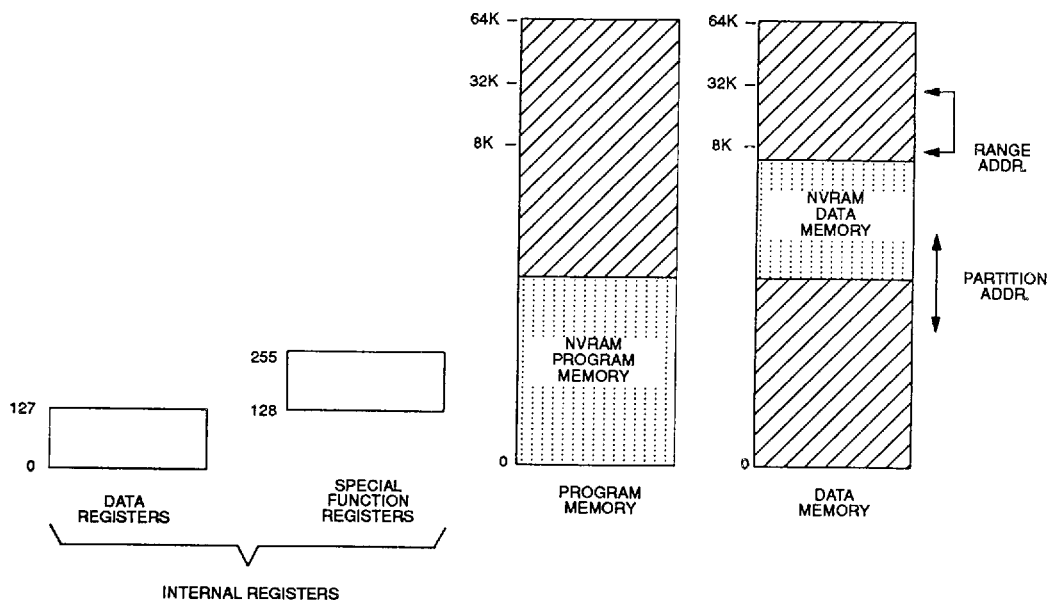 64K
32K
8K
0
NVRAM
PROGRAM
MEMORY
PROGRAM
MEMORY
64K
32K
8K
0
NVRAM
DATA
MEMORY
DATA
MEMORY
RANGE
ADDR.
PARTITION
ADDR.
127
0
DATA
REGISTERS
255
128
SPECIAL
FUNCTION
REGISTERS
INTERNAL REGISTERS